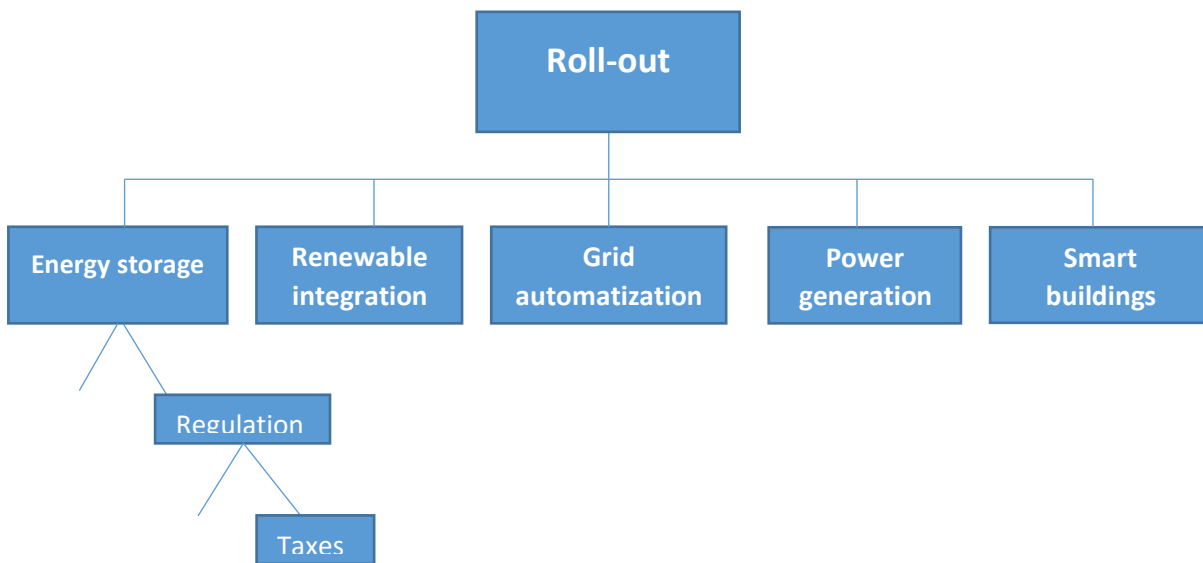 Roll-out
Energy storage
Renewable
integration
Grid
automatization
Power
generation
Smart
buildings
Regulation
Taxes